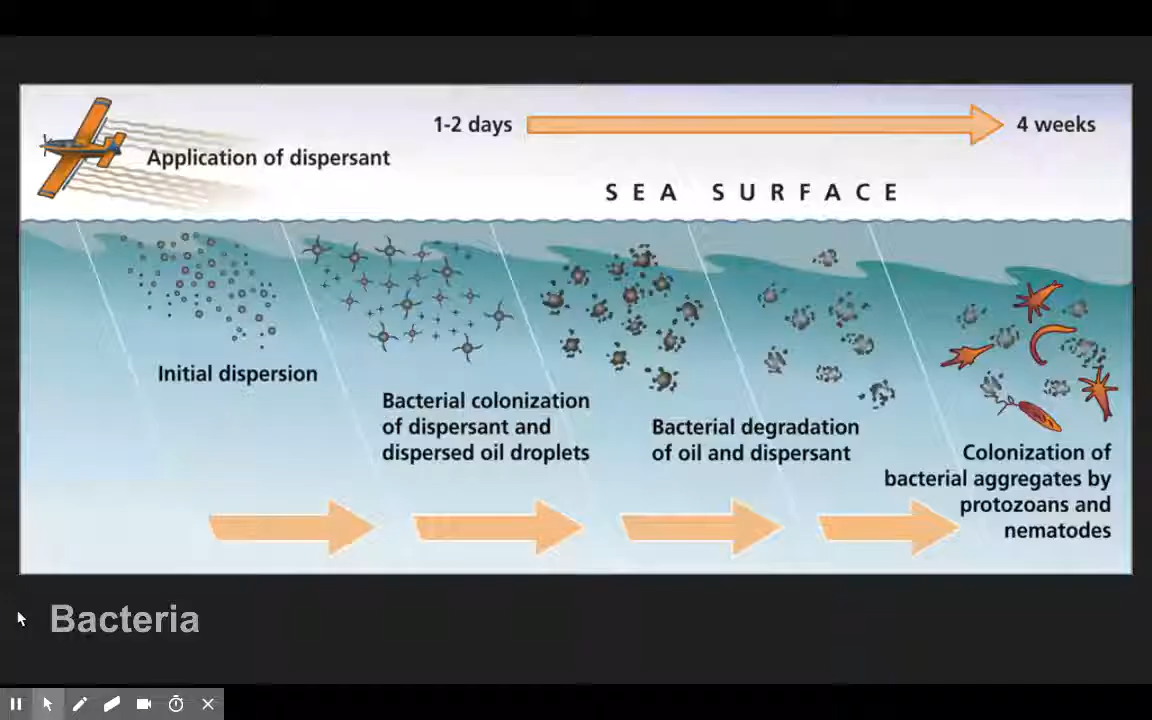 1-2 days
4 weeks
Application of dispersant
SEA SURFACE
Initial dispersion
Bacterial colonization
of dispersant and
dispersed oil droplets
Bacterial degradation
of oil and dispersant
Colonization of
bacterial aggregates by
protozoans and
nematodes
Bacteria